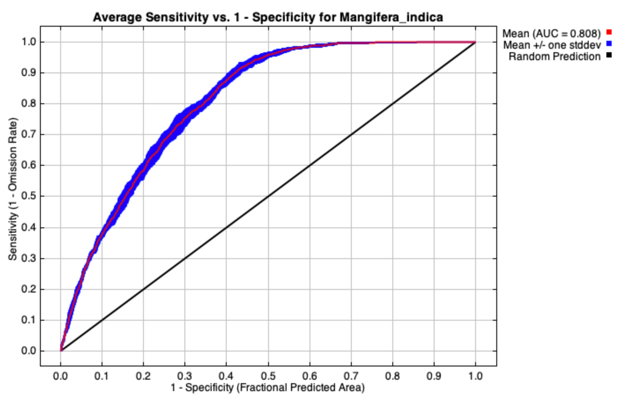 Average Sensitivity vs. 1 - Specificity for Mangifera_indica
Mean (AUC = 0.808)
Mean +/- one stddev
Random Prediction
Sensitivity (1 - Omission Rate)
1.0
0.9
0.8
0.7
0.6
0.5
0.4
0.3
0.2
0.1
0.0
0.0 0.1 0.2 0.3 0.4 0.5 0.6 0.7 0.8 0.9 1.0
1 - Specificity (Fractional Predicted Area)